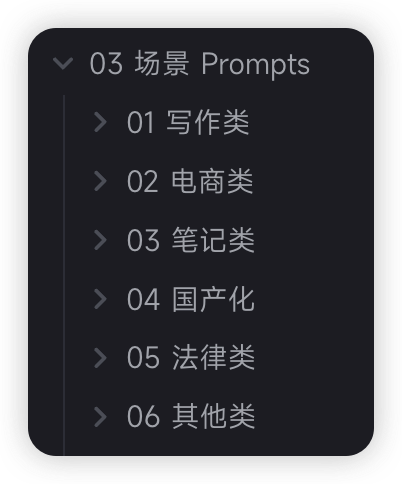 03 场景 Prompts
01 写作类
02 电商类
03 笔记类
04 国产化
05 法律类
06 其他类